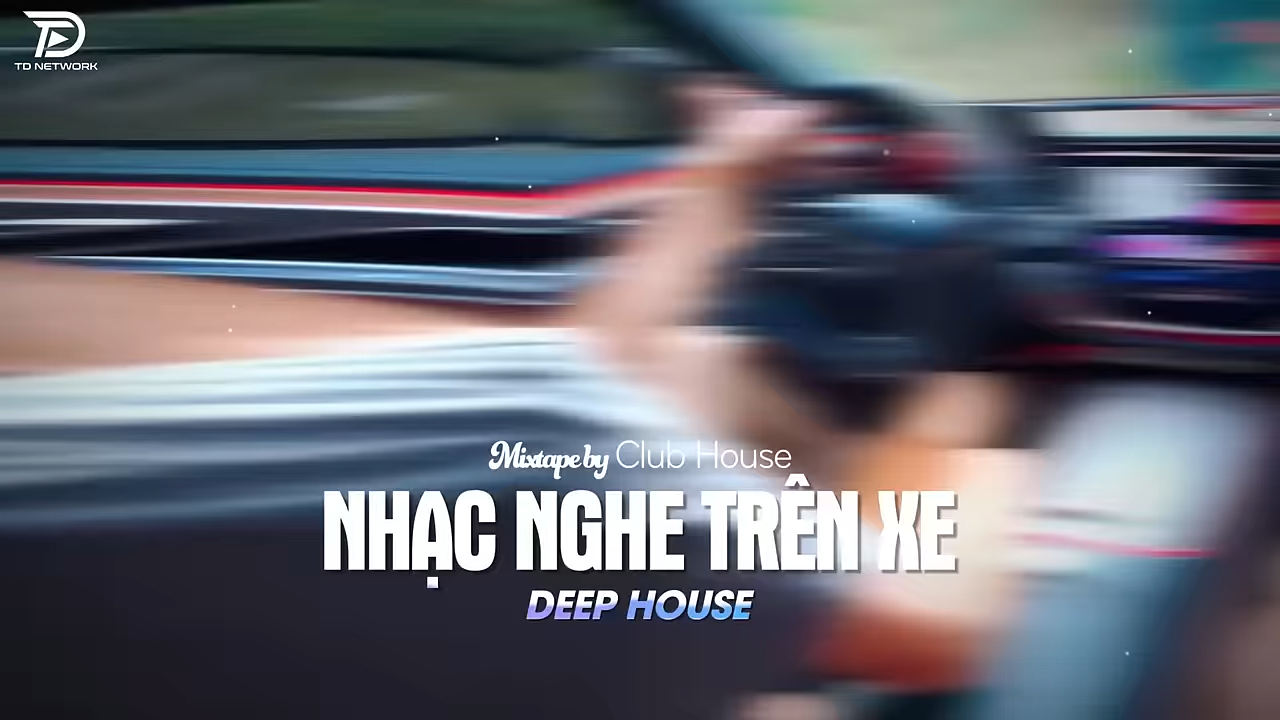 TD NETWORK
Mixtape by Club House
NHẠC NGHE TRÊN XE
DEEP HOUSE